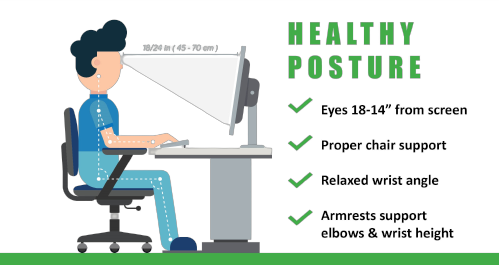 18/24 in ( 45 - 70 cm )
HEALTHY
POSTURE
Eyes 18-14” from screen
Proper chair support
Relaxed wrist angle
Armrests support
elbows & wrist height